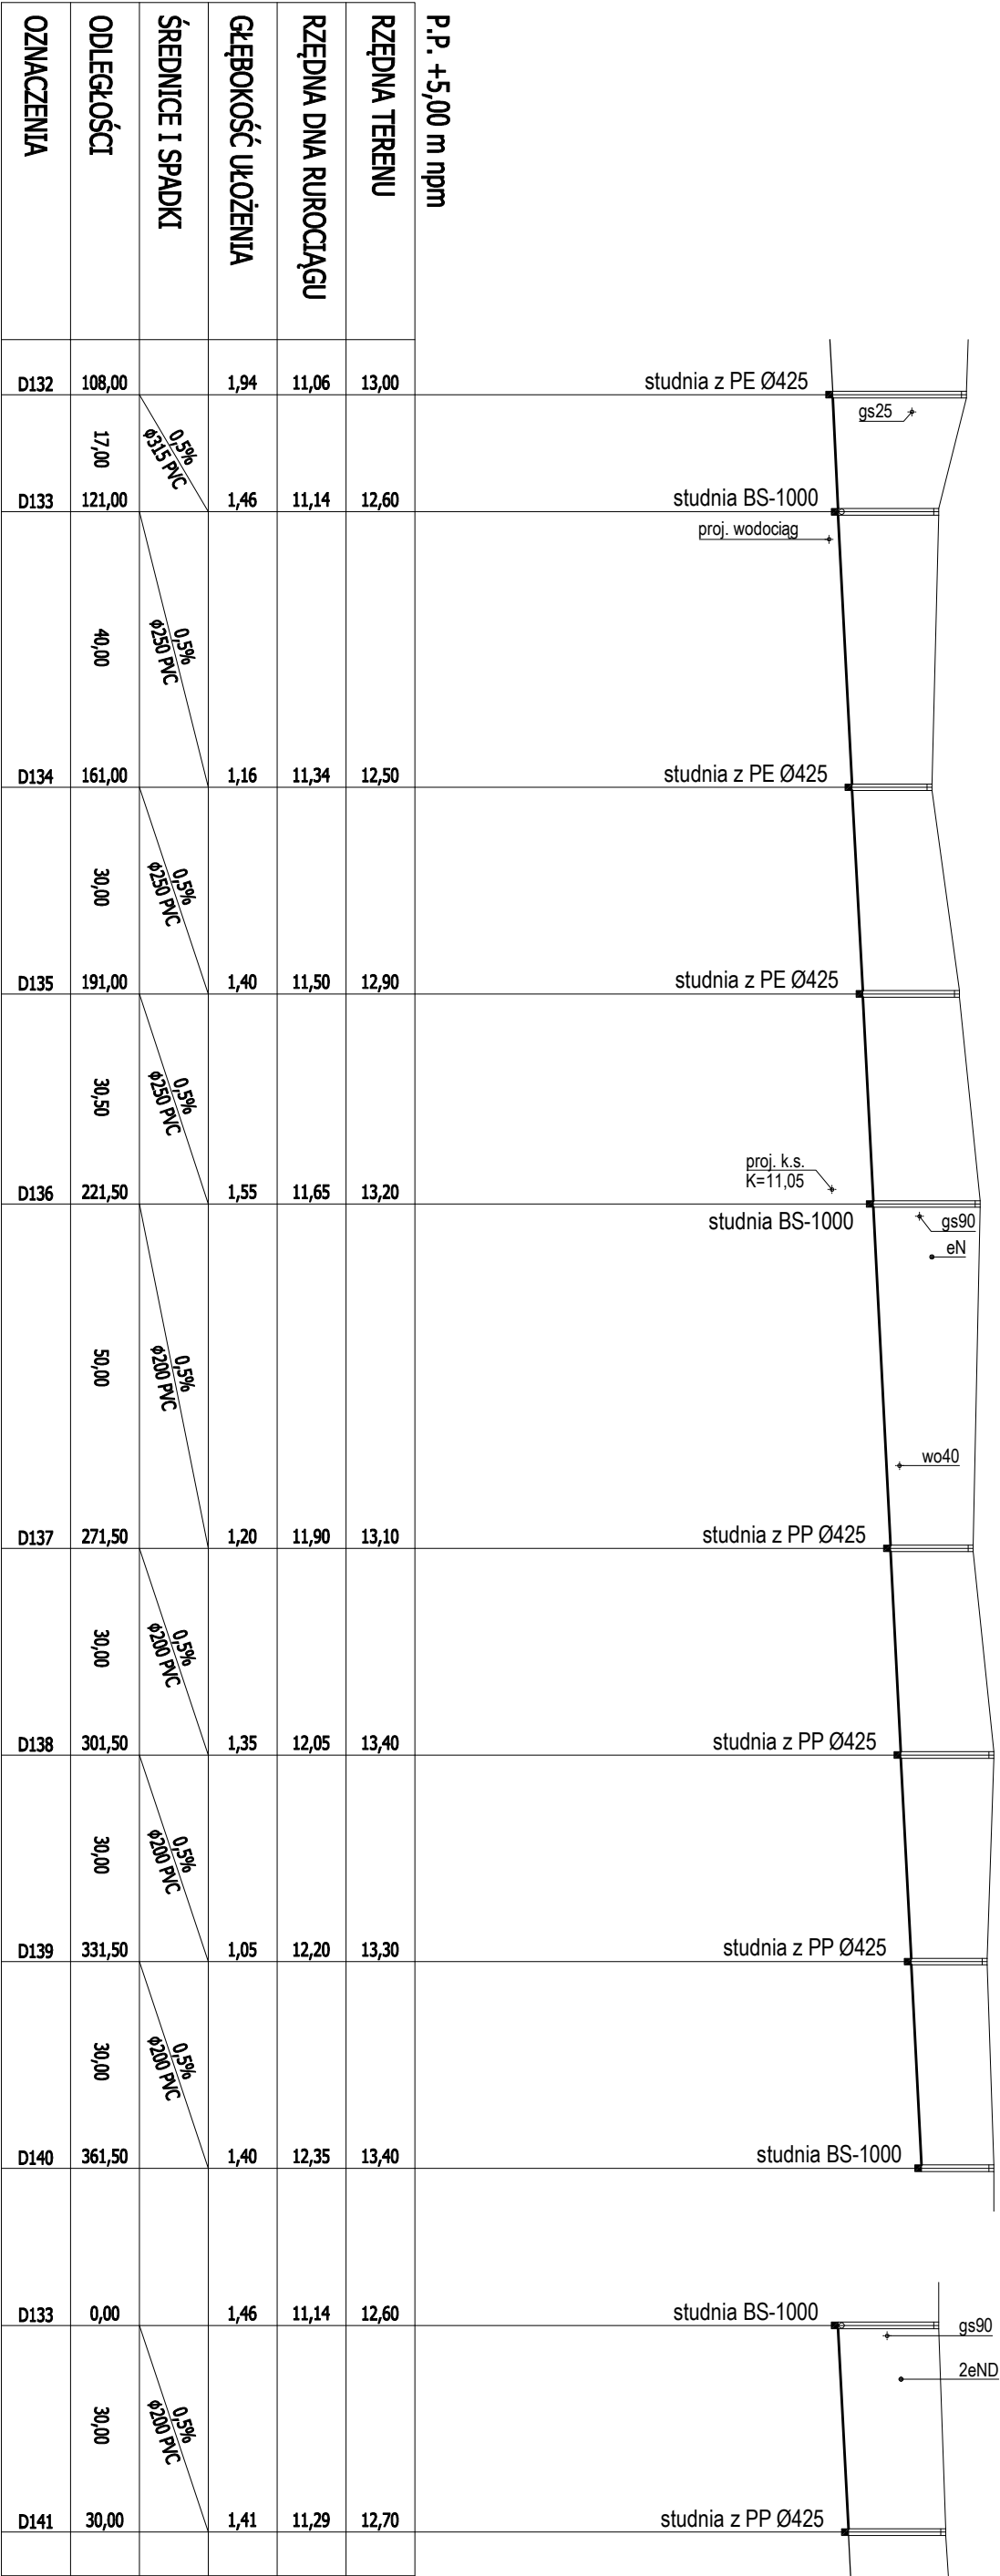 P.P. +5,00 m npm
RZĘDNA TERENU
RZĘDNA DNA RUROCIĄGU
GŁĘBOKOŚĆ UŁOŻENIA
ŚREDNICE I SPADKI
ODLEGŁOŚCI
OZNACZENIA
D132 108,00 1,94 11,06 13,00 studnia z PE Ø425
gs25
17,00
0,5%
ϕ315 PVC
D133 121,00 1,46 11,14 12,60 studnia BS-1000
proj. wodociąg
40,00
0,5%
ϕ250 PVC
D134 161,00 1,16 11,34 12,50 studnia z PE Ø425
30,00
0,5%
ϕ250 PVC
D135 191,00 1,40 11,50 12,90 studnia z PE Ø425
30,50
0,5%
ϕ250 PVC
proj. k.s.
K=11,05
D136 221,50 1,55 11,65 13,20 studnia BS-1000
gs90
eN
50,00
0,5%
ϕ200 PVC
wo40
D137 271,50 1,20 11,90 13,10 studnia z PP Ø425
30,00
0,5%
ϕ200 PVC
D138 301,50 1,35 12,05 13,40 studnia z PP Ø425
30,00
0,5%
ϕ200 PVC
D139 331,50 1,05 12,20 13,30 studnia z PP Ø425
30,00
0,5%
ϕ200 PVC
D140 361,50 1,40 12,35 13,40 studnia BS-1000
D133 0,00 1,46 11,14 12,60 studnia BS-1000
gs90
2eND
30,00
0,5%
ϕ200 PVC
D141 30,00 1,41 11,29 12,70 studnia z PP Ø425